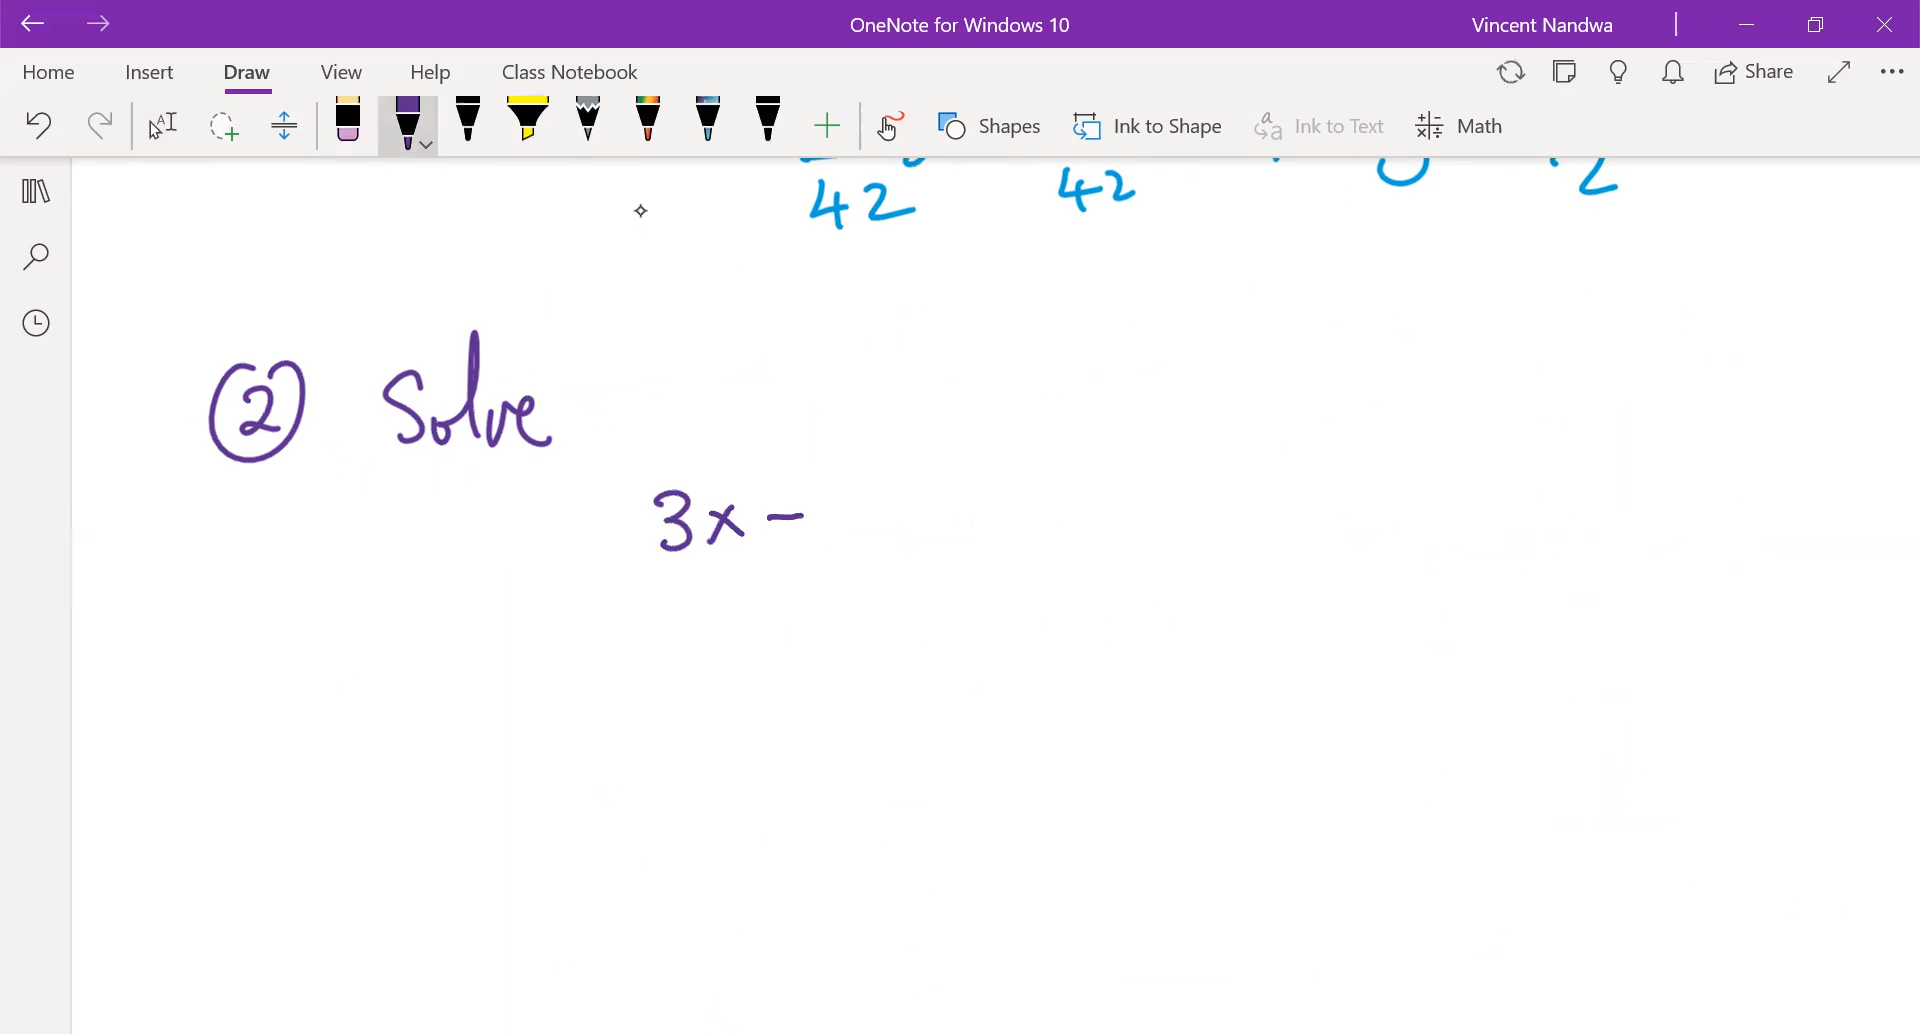 OneNote for Windows 10 Vincent Nandwa
Home Insert Draw View Help Class Notebook Share
Shapes Ink to Shape Ink to Text Math
42 42 2
② Solve
3x -